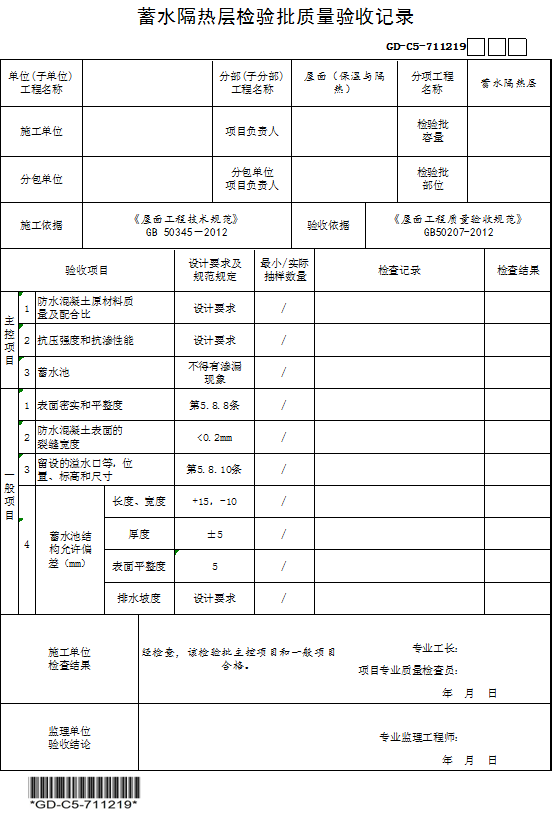 蓄水隔热层检验批质量验收记录
GD-C5-711219
单位(子单位)
工程名称
分部(子分部)
工程名称
屋面（保温与隔
热）
分项工程
名称
蓄水隔热层
施工单位
项目负责人
检验批
容量
分包单位
分包单位
项目负责人
检验批
部位
施工依据
《屋面工程技术规范》
GB 50345－2012
验收依据
《屋面工程质量验收规范》
GB50207-2012
验收项目
设计要求及
规范规定
最小/实际
抽样数量
检查记录
检查结果
主
控
项
目
1
防水混凝土原材料质
量及配合比
设计要求
/
2
抗压强度和抗渗性能
设计要求
/
3
蓄水池
不得有渗漏
现象
/
一
般
项
目
1
表面密实和平整度
第5.8.8条
/
2
防水混凝土表面的
裂缝宽度
<0.2mm
/
3
留设的溢水口等，位
置、标高和尺寸
第5.8.10条
/
4
蓄水池结
构允许偏
差（mm）
长度、宽度
+15，-10
/
厚度
±5
/
表面平整度
5
/
排水坡度
设计要求
/
施工单位
检查结果
经检查，该检验批主控项目和一般项目
合格。
专业工长：
项目专业质量检查员：
年 月 日
监理单位
验收结论
专业监理工程师：
年 月 日
*GD-C5-711219*